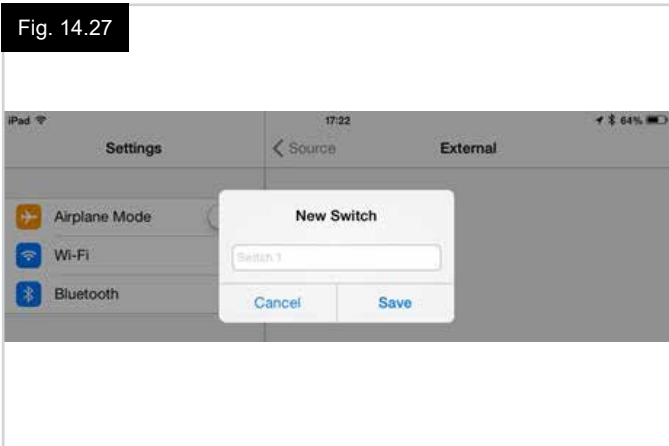 Fig. 14.27
iPad 17:22 64%
Settings < Source External
New Switch
Airplane Mode
Switch 1
Wi-Fi
Bluetooth
Cancel Save